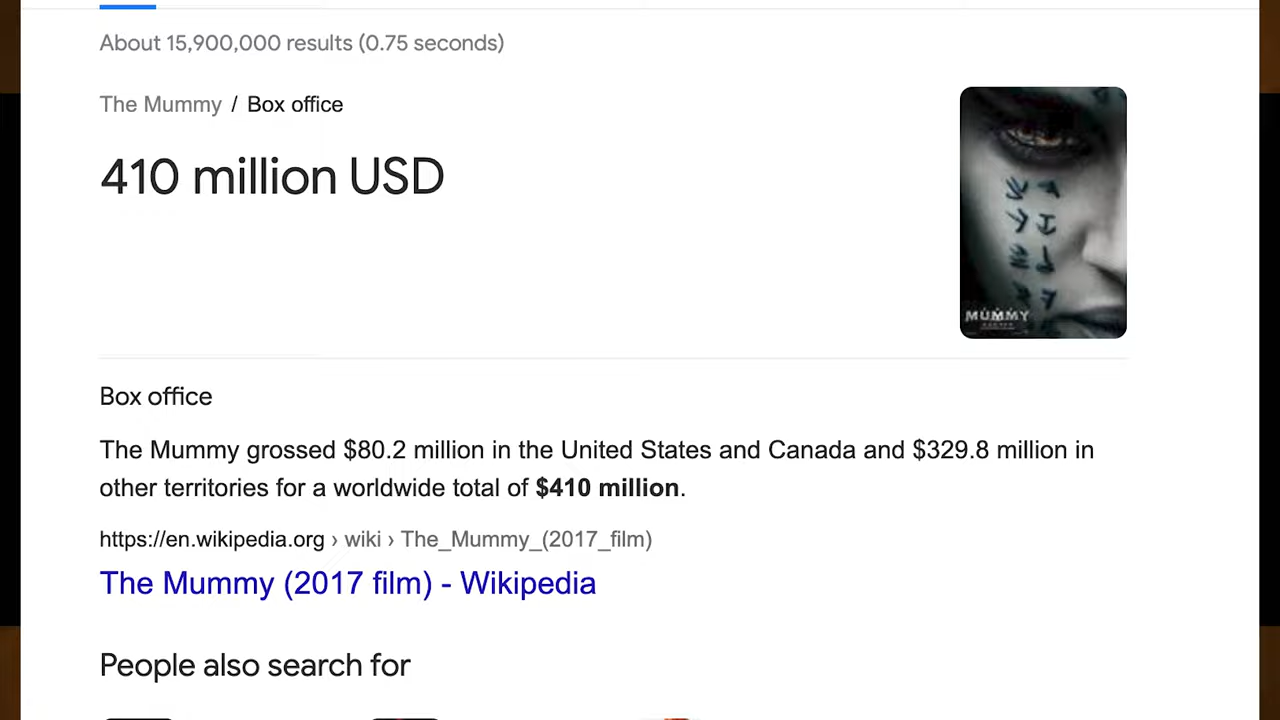 About 15,900,000 results (0.75 seconds)
The Mummy / Box office
410 million USD
MUMMY
Box office
The Mummy grossed $80.2 million in the United States and Canada and $329.8 million in
other territories for a worldwide total of $410 million.
https://en.wikipedia.org › wiki › The_Mummy_(2017_film)
The Mummy (2017 film) - Wikipedia
People also search for